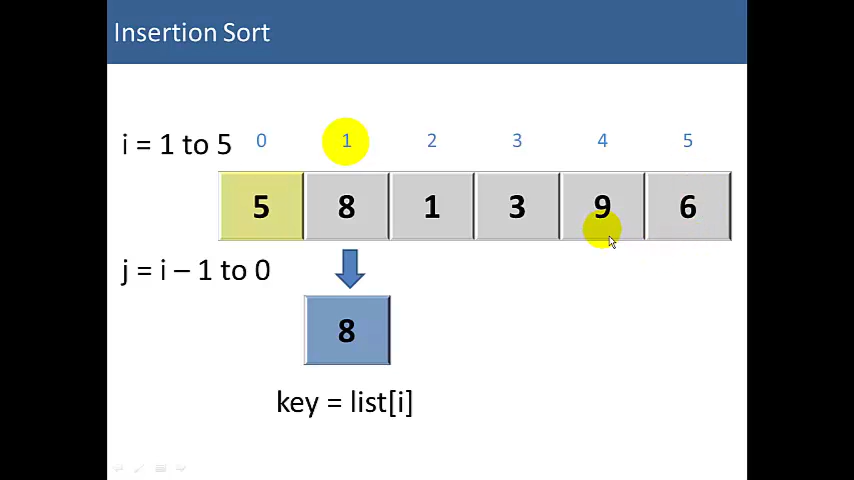 Insertion Sort
i = 1 to 5
0 1 2 3 4 5
5 8 1 3 9 6
j = i – 1 to 0
8
key = list[i]